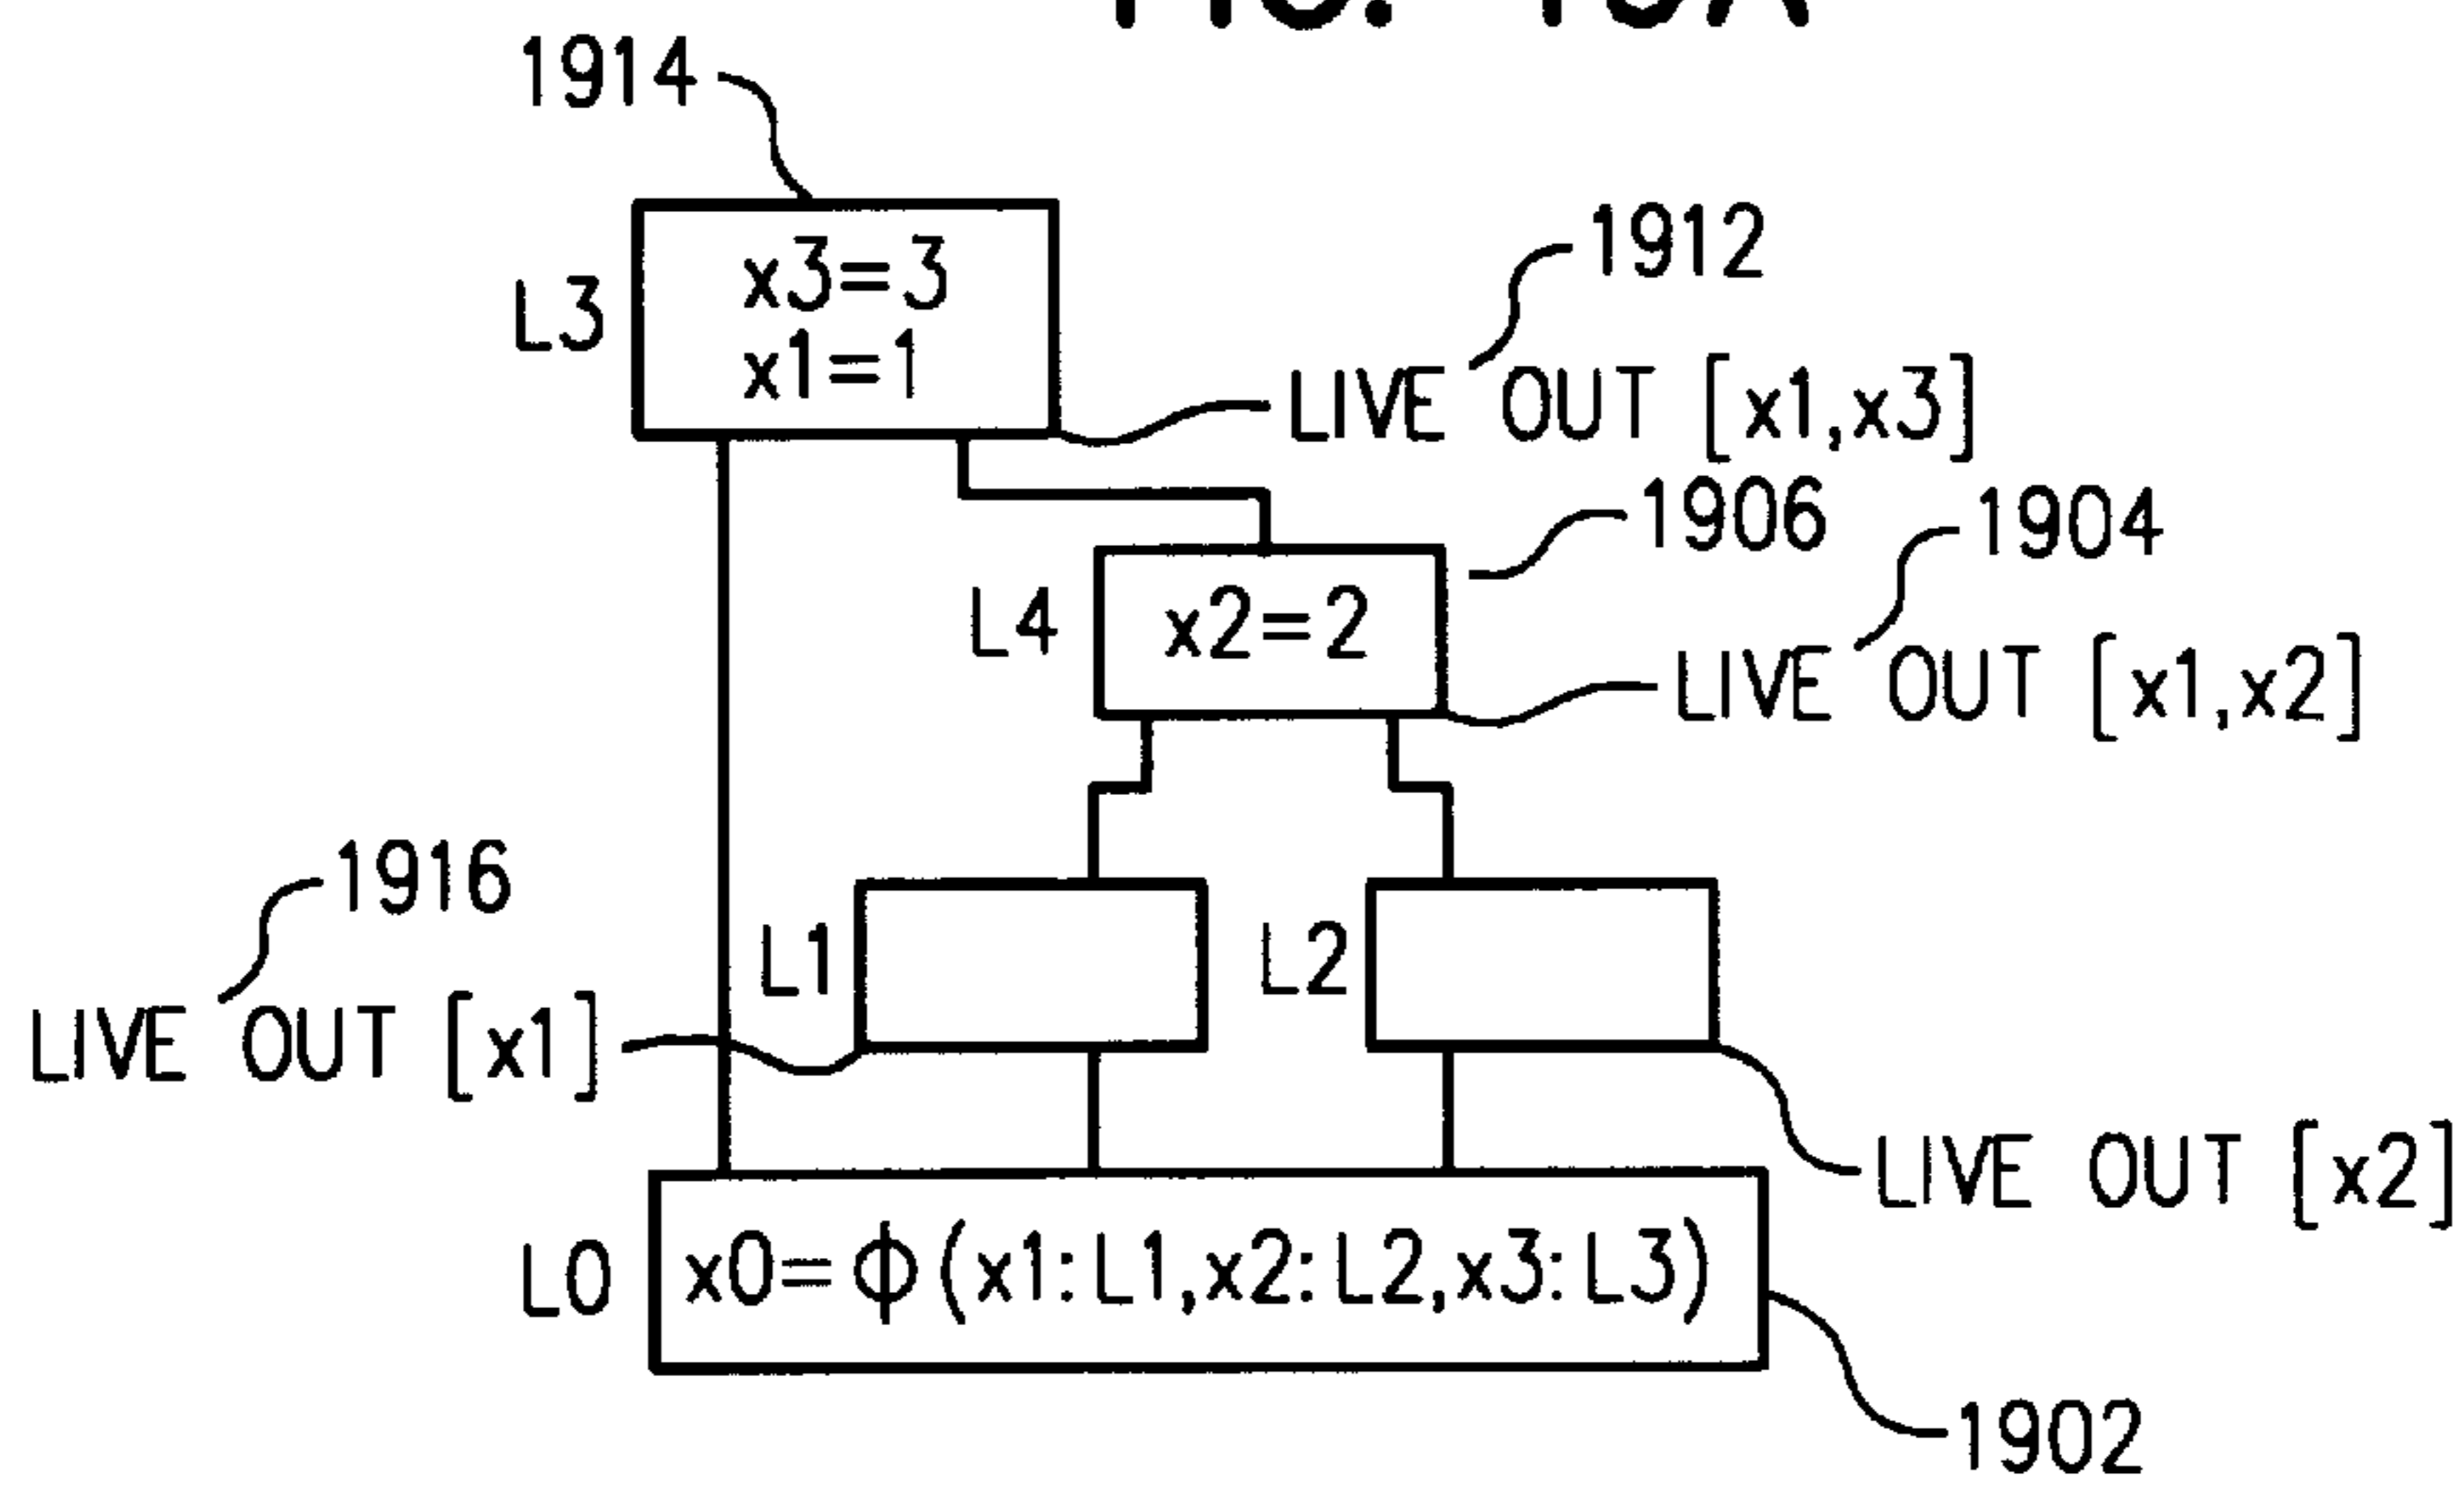 1914
1912
L3
x3=3
x1=1
LIVE OUT [x1,x3]
1906
1904
L4
x2=2
LIVE OUT [x1,x2]
1916
L1
L2
LIVE OUT [x1]
LIVE OUT [x2]
L0
x0=ϕ(x1:L1,x2:L2,x3:L3)
1902